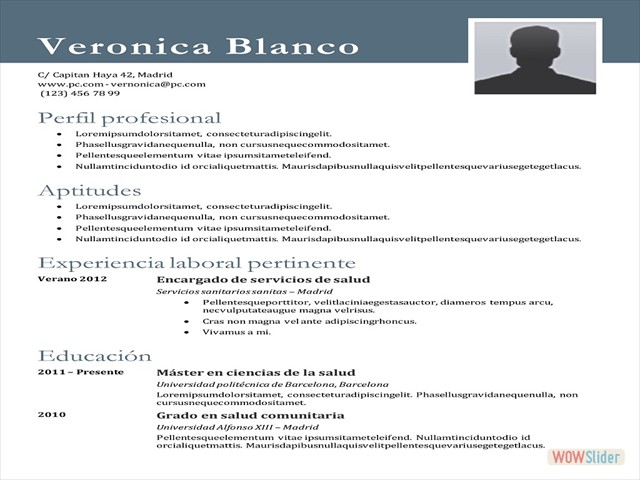 Veronica Blanco
C/ Capitan Haya 42, Madrid
www.pc.com - vernonica@pc.com
(123) 456 78 99
Perfil profesional
• Loremipsumdolorsitamet, consecteturadipiscingelit.
• Phasellusgravidanequenulla, non cursusnequecommodositamet.
• Pellentesqueelementum vitae ipsumsitameteleifend.
• Nullamtinciduntodio id orcialiquetmattis. Maurisdapibusnullaquisvelitpellentesquevariusegetegetlacus.
Aptitudes
• Loremipsumdolorsitamet, consecteturadipiscingelit.
• Phasellusgravidanequenulla, non cursusnequecommodositamet.
• Pellentesqueelementum vitae ipsumsitameteleifend.
• Nullamtinciduntodio id orcialiquetmattis. Maurisdapibusnullaquisvelitpellentesquevariusegetegetlacus.
Experiencia laboral pertinente
Verano 2012 Encargado de servicios de salud
Servicios sanitarios sanitas – Madrid
• Pellentesqueporttitor, velitlaciniaegestasauctor, diameros tempus arcu,
necvulputateaugue magna velrisus.
• Cras non magna vel ante adipiscingrhoncus.
• Vivamus a mi.
Educación
2011 – Presente Máster en ciencias de la salud
Universidad politécnica de Barcelona, Barcelona
Loremipsumdolorsitamet, consecteturadipiscingelit. Phasellusgravidanequenulla, non
cursusnequecommodositamet.
2010 Grado en salud comunitaria
Universidad Alfonso XIII – Madrid
Pellentesqueelementum vitae ipsumsitameteleifend. Nullamtinciduntodio id
orcialiquetmattis. Maurisdapibusnullaquisvelitpellentesquevariusegetegetlacus.
WOWSlider